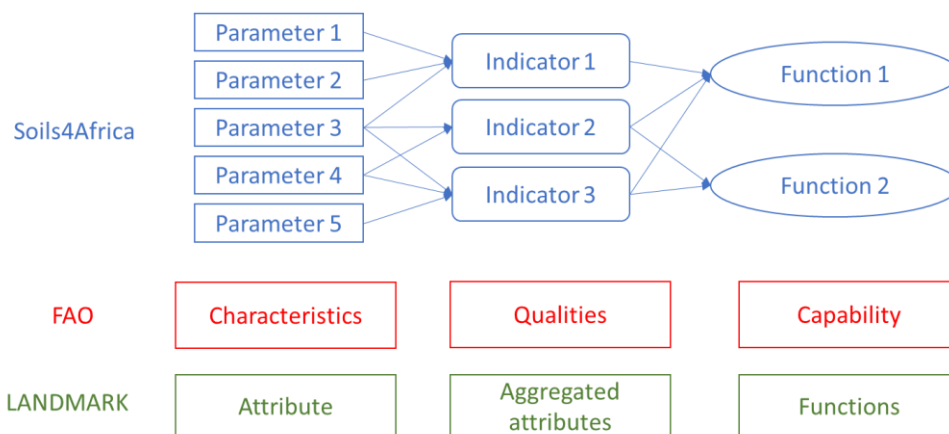 Parameter 1
Parameter 2
Parameter 3
Parameter 4
Parameter 5
Indicator 1
Indicator 2
Indicator 3
Function 1
Function 2
Soils4Africa
FAO
Characteristics
Qualities
Capability
LANDMARK
Attribute
Aggregated
attributes
Functions